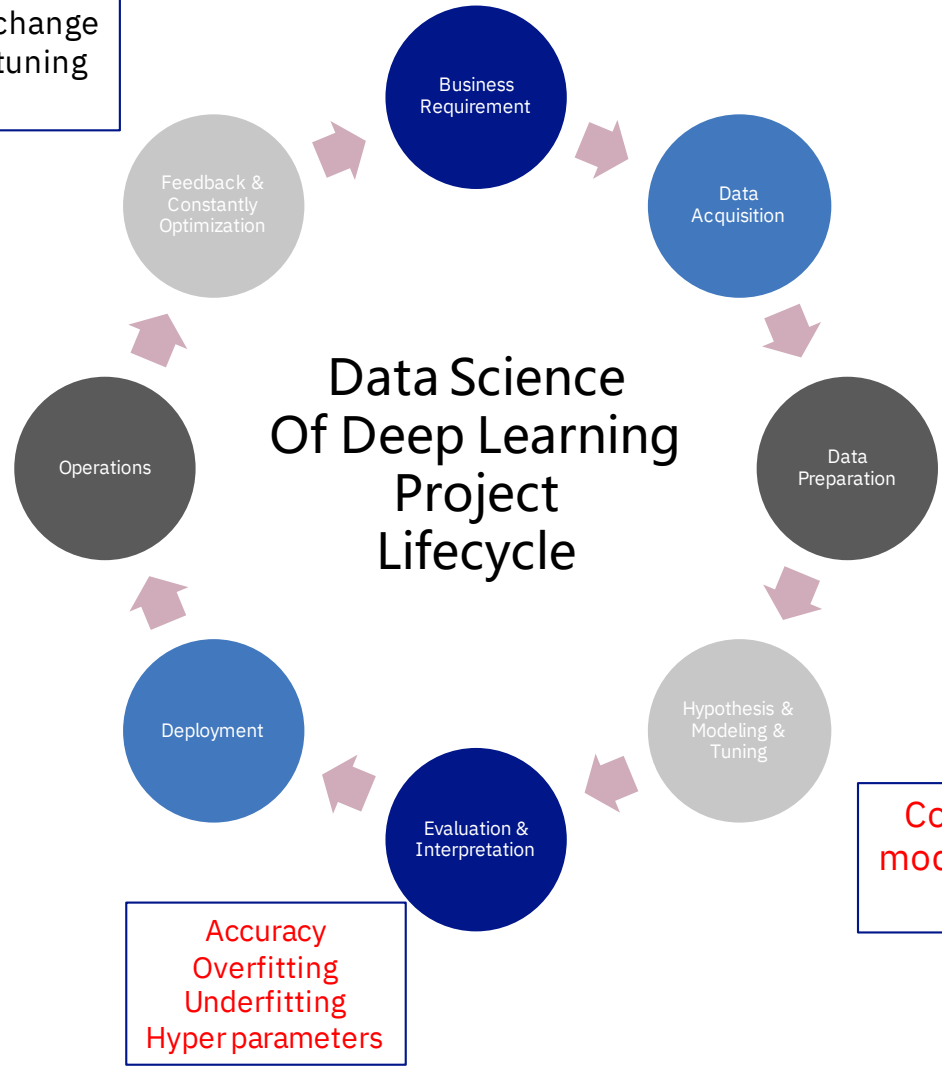 change
tuning
Business
Requirement
Data
Acquisition
Data
Preparation
Hypothesis &
Modeling &
Tuning
Evaluation &
Interpretation
Deployment
Operations
Feedback &
Constantly
Optimization
Data Science
Of Deep Learning
Project
Lifecycle
Accuracy
Overfitting
Underfitting
Hyper parameters